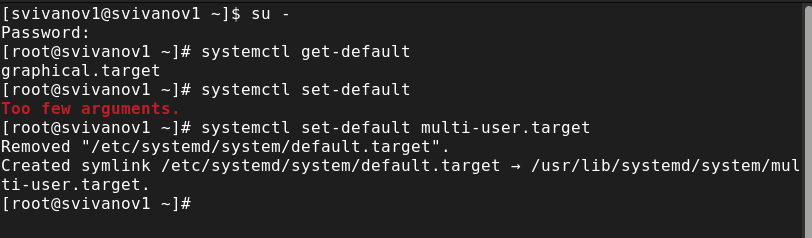 [svivanov1@svivanov1 ~]$ su -
Password:
[root@svivanov1 ~]# systemctl get-default
graphical.target
[root@svivanov1 ~]# systemctl set-default
Too few arguments.
[root@svivanov1 ~]# systemctl set-default multi-user.target
Removed "/etc/systemd/system/default.target".
Created symlink /etc/systemd/system/default.target → /usr/lib/systemd/system/mul
ti-user.target.
[root@svivanov1 ~]#